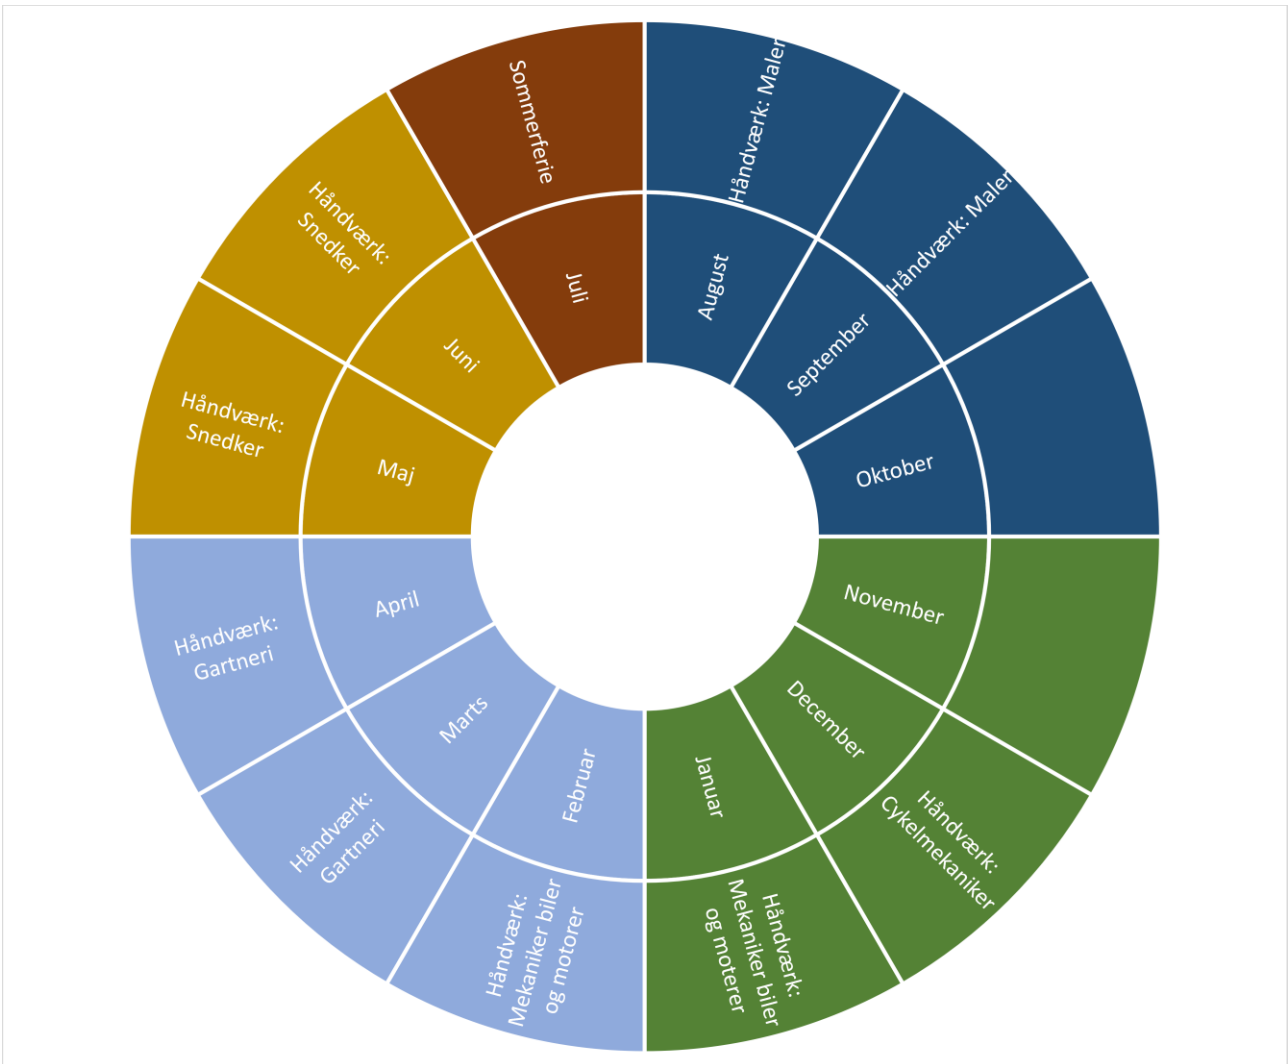 Håndværk: Maler
August
Håndværk: Maler
September
Oktober
November
Håndværk:
Cykelmekaniker
December
Håndværk:
Mekaniker biler
og moterer
Januar
Håndværk:
Mekaniker biler
og motorer
Februar
Håndværk:
Gartneri
Marts
Håndværk:
Gartneri
April
Håndværk:
Snedker
Maj
Håndværk:
Snedker
Juni
Sommerferie
Juli